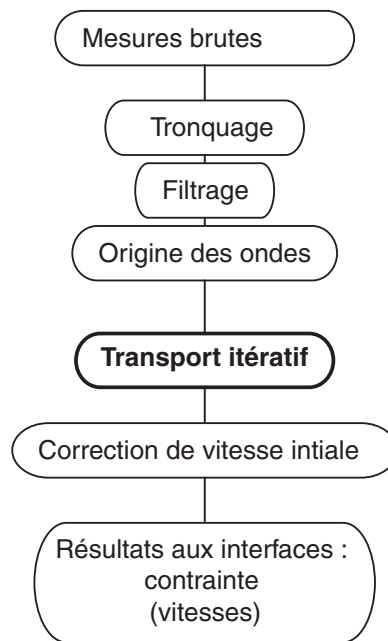 Mesures brutes
Tronquage
Filtrage
Origine des ondes
Transport itératif
Correction de vitesse intiale
Résultats aux interfaces :
contrainte
(vitesses)